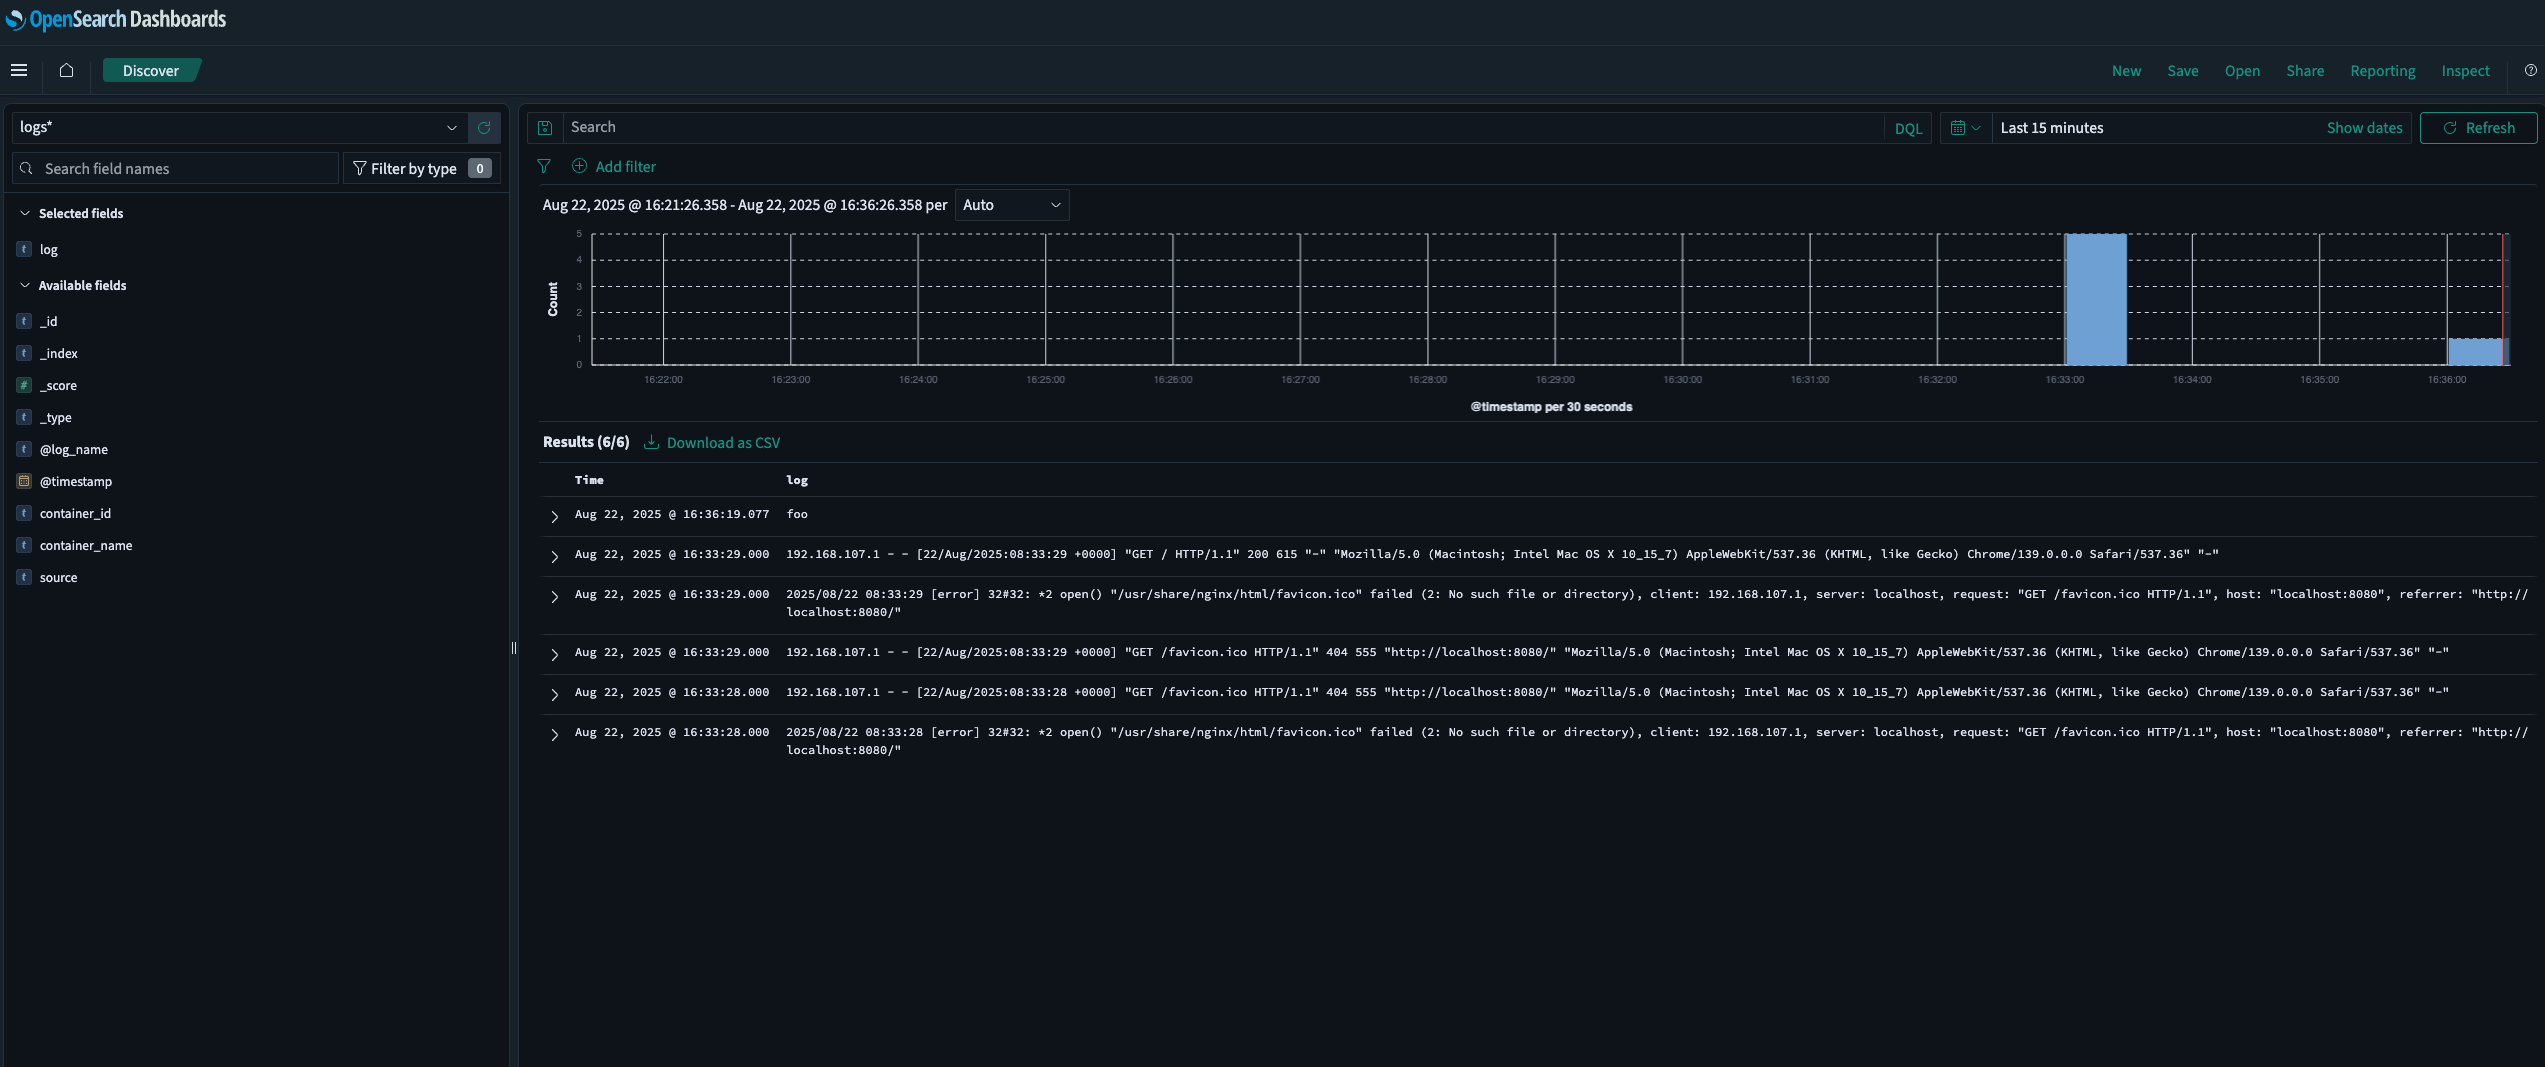 OpenSearch Dashboards
Discover
New Save Open Share Reporting Inspect
logs*
Search
DQL
Last 15 minutes
Show dates
Refresh
Search field names
Filter by type 0
Add filter
Selected fields
t log
Available fields
t _id
t _index
# _score
t _type
t @log_name
@timestamp
t container_id
t container_name
t source
Aug 22, 2025 @ 16:21:26.358 - Aug 22, 2025 @ 16:36:26.358 per Auto
5
4
3
2
1
0
Count
16:22:00 16:23:00 16:24:00 16:25:00 16:26:00 16:27:00 16:28:00 16:29:00 16:30:00 16:31:00 16:32:00 16:33:00 16:34:00 16:35:00 16:36:00
@timestamp per 30 seconds
Results (6/6) Download as CSV
Time log
Aug 22, 2025 @ 16:36:19.077 foo
Aug 22, 2025 @ 16:33:29.000 192.168.107.1 - - [22/Aug/2025:08:33:29 +0000] "GET / HTTP/1.1" 200 615 "-" "Mozilla/5.0 (Macintosh; Intel Mac OS X 10_15_7) AppleWebKit/537.36 (KHTML, like Gecko) Chrome/139.0.0.0 Safari/537.36" "-"
Aug 22, 2025 @ 16:33:29.000 2025/08/22 08:33:29 [error] 32#32: *2 open() "/usr/share/nginx/html/favicon.ico" failed (2: No such file or directory), client: 192.168.107.1, server: localhost, request: "GET /favicon.ico HTTP/1.1", host: "localhost:8080", referrer: "http://
localhost:8080/"
Aug 22, 2025 @ 16:33:29.000 192.168.107.1 - - [22/Aug/2025:08:33:29 +0000] "GET /favicon.ico HTTP/1.1" 404 555 "http://localhost:8080/" "Mozilla/5.0 (Macintosh; Intel Mac OS X 10_15_7) AppleWebKit/537.36 (KHTML, like Gecko) Chrome/139.0.0.0 Safari/537.36" "-"
Aug 22, 2025 @ 16:33:28.000 192.168.107.1 - - [22/Aug/2025:08:33:28 +0000] "GET /favicon.ico HTTP/1.1" 404 555 "http://localhost:8080/" "Mozilla/5.0 (Macintosh; Intel Mac OS X 10_15_7) AppleWebKit/537.36 (KHTML, like Gecko) Chrome/139.0.0.0 Safari/537.36" "-"
Aug 22, 2025 @ 16:33:28.000 2025/08/22 08:33:28 [error] 32#32: *2 open() "/usr/share/nginx/html/favicon.ico" failed (2: No such file or directory), client: 192.168.107.1, server: localhost, request: "GET /favicon.ico HTTP/1.1", host: "localhost:8080", referrer: "http://
localhost:8080/"